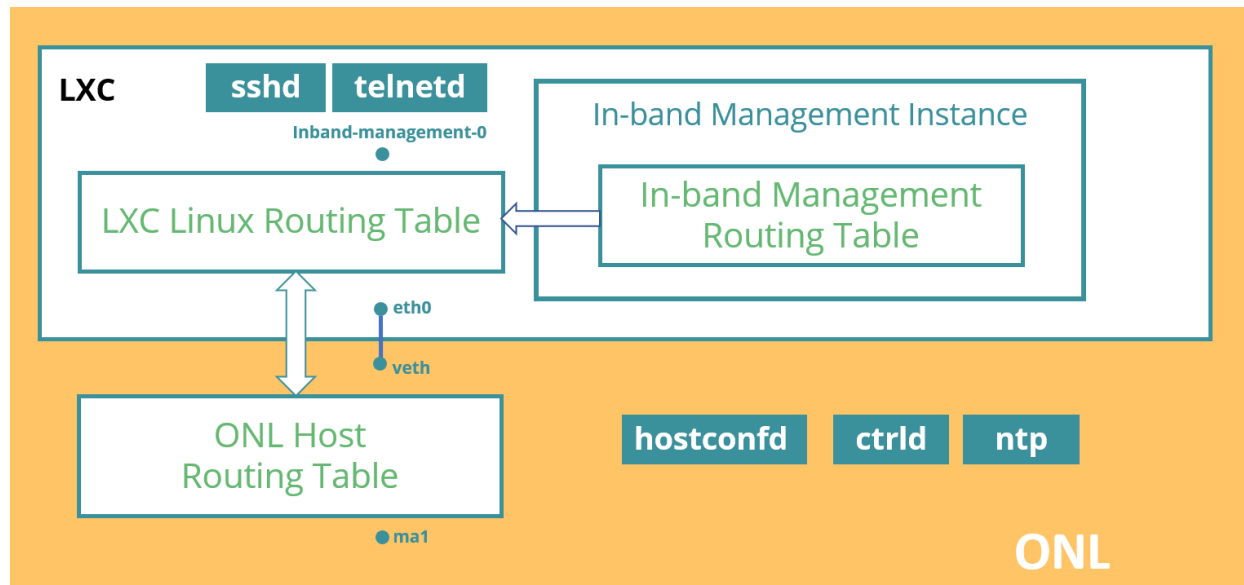 LXC
sshd
telnetd
Inband-management-0
In-band Management Instance
LXC Linux Routing Table
In-band Management
Routing Table
eth0
veth
ONL Host
Routing Table
hostconfd
ctrld
ntp
ma1
ONL